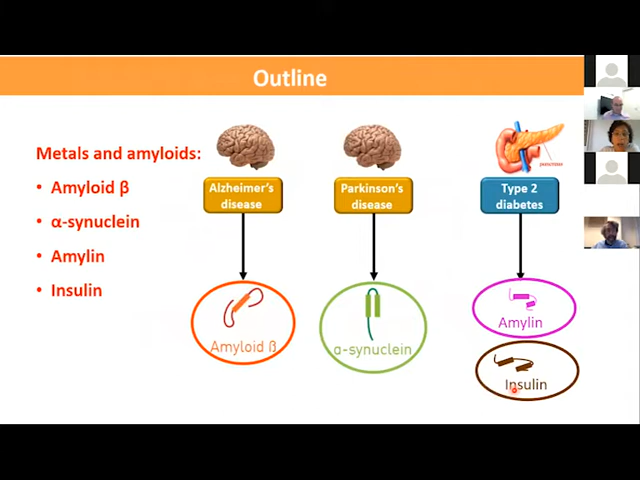 Outline
Metals and amyloids:
• Amyloid β
• α-synuclein
• Amylin
• Insulin
Alzheimer's
disease
Parkinson's
disease
Type 2
diabetes
Amyloid β
α-synuclein
Amylin
Insulin